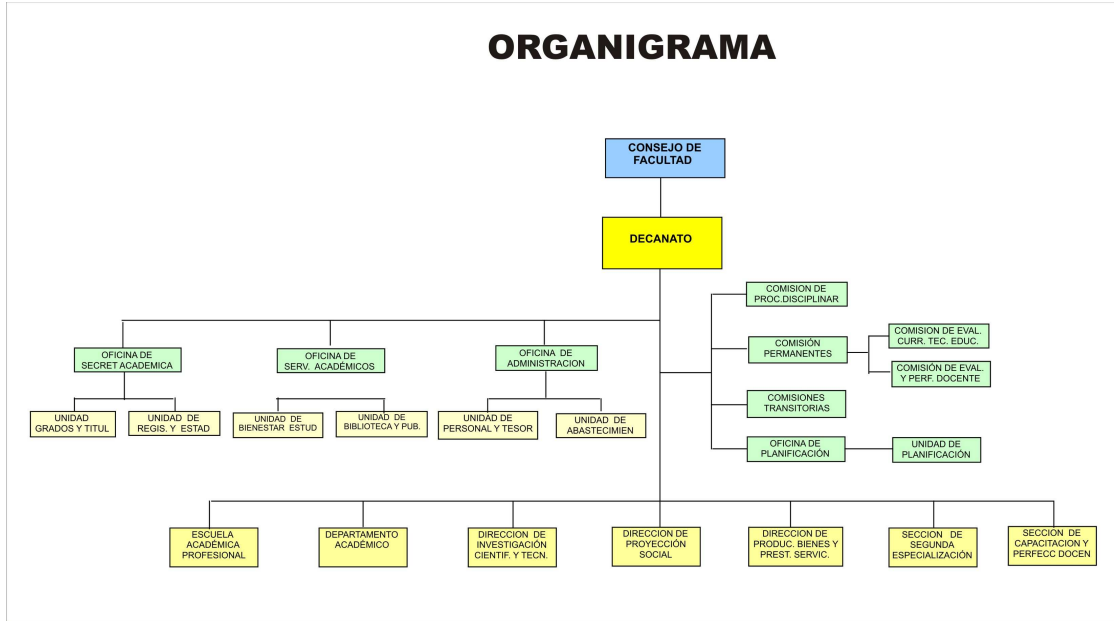 ORGANIGRAMA
CONSEJO DE
FACULTAD
DECANATO
COMISION DE
PROC.DISCIPLINAR
COMISIÓN
PERMANENTES
COMISION DE EVAL.
CURR. TEC. EDUC.
COMISIÓN DE EVAL.
Y PERF. DOCENTE
COMISIONES
TRANSITORIAS
OFICINA DE
PLANIFICACIÓN
UNIDAD DE
PLANIFICACIÓN
OFICINA DE
SECRET ACADEMICA
OFICINA DE
SERV. ACADÉMICOS
OFICINA DE
ADMINISTRACION
UNIDAD
GRADOS Y TITUL
UNIDAD DE
REGIS. Y ESTAD
UNIDAD DE
BIENESTAR ESTUD
UNIDAD DE
BIBLIOTECA Y PUB.
UNIDAD DE
PERSONAL Y TESOR
UNIDAD DE
ABASTECIMIEN
ESCUELA
ACADÉMICA
PROFESIONAL
DEPARTAMENTO
ACADÉMICO
DIRECCION DE
INVESTIGACIÓN
CIENTIF. Y TECN.
DIRECCION DE
PROYECCIÓN
SOCIAL
DIRECCION DE
PRODUC. BIENES Y
PREST. SERVIC.
SECCION DE
SEGUNDA
ESPECIALIZACIÓN
SECCION DE
CAPACITACION Y
PERFECC DOCEN